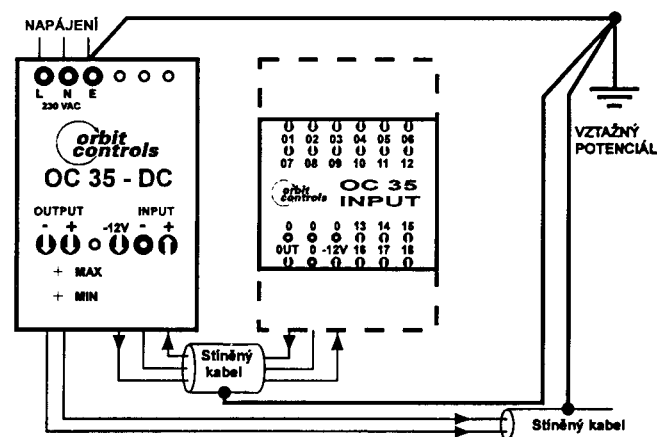 NAPÁJENÍ
L N E
230 VAC
orbit
controls
OC 35 - DC
OUTPUT -12V INPUT
- + - +
+ MAX
+ MIN
01 02 03 04 05 06
07 08 09 10 11 12
orbit
controls
OC 35
INPUT
0 0 0 13 14 15
OUT 0 -12V 16 17 18
VZTAŽNÝ
POTENCIÁL
Stíněný
kabel
Stíněný kabel